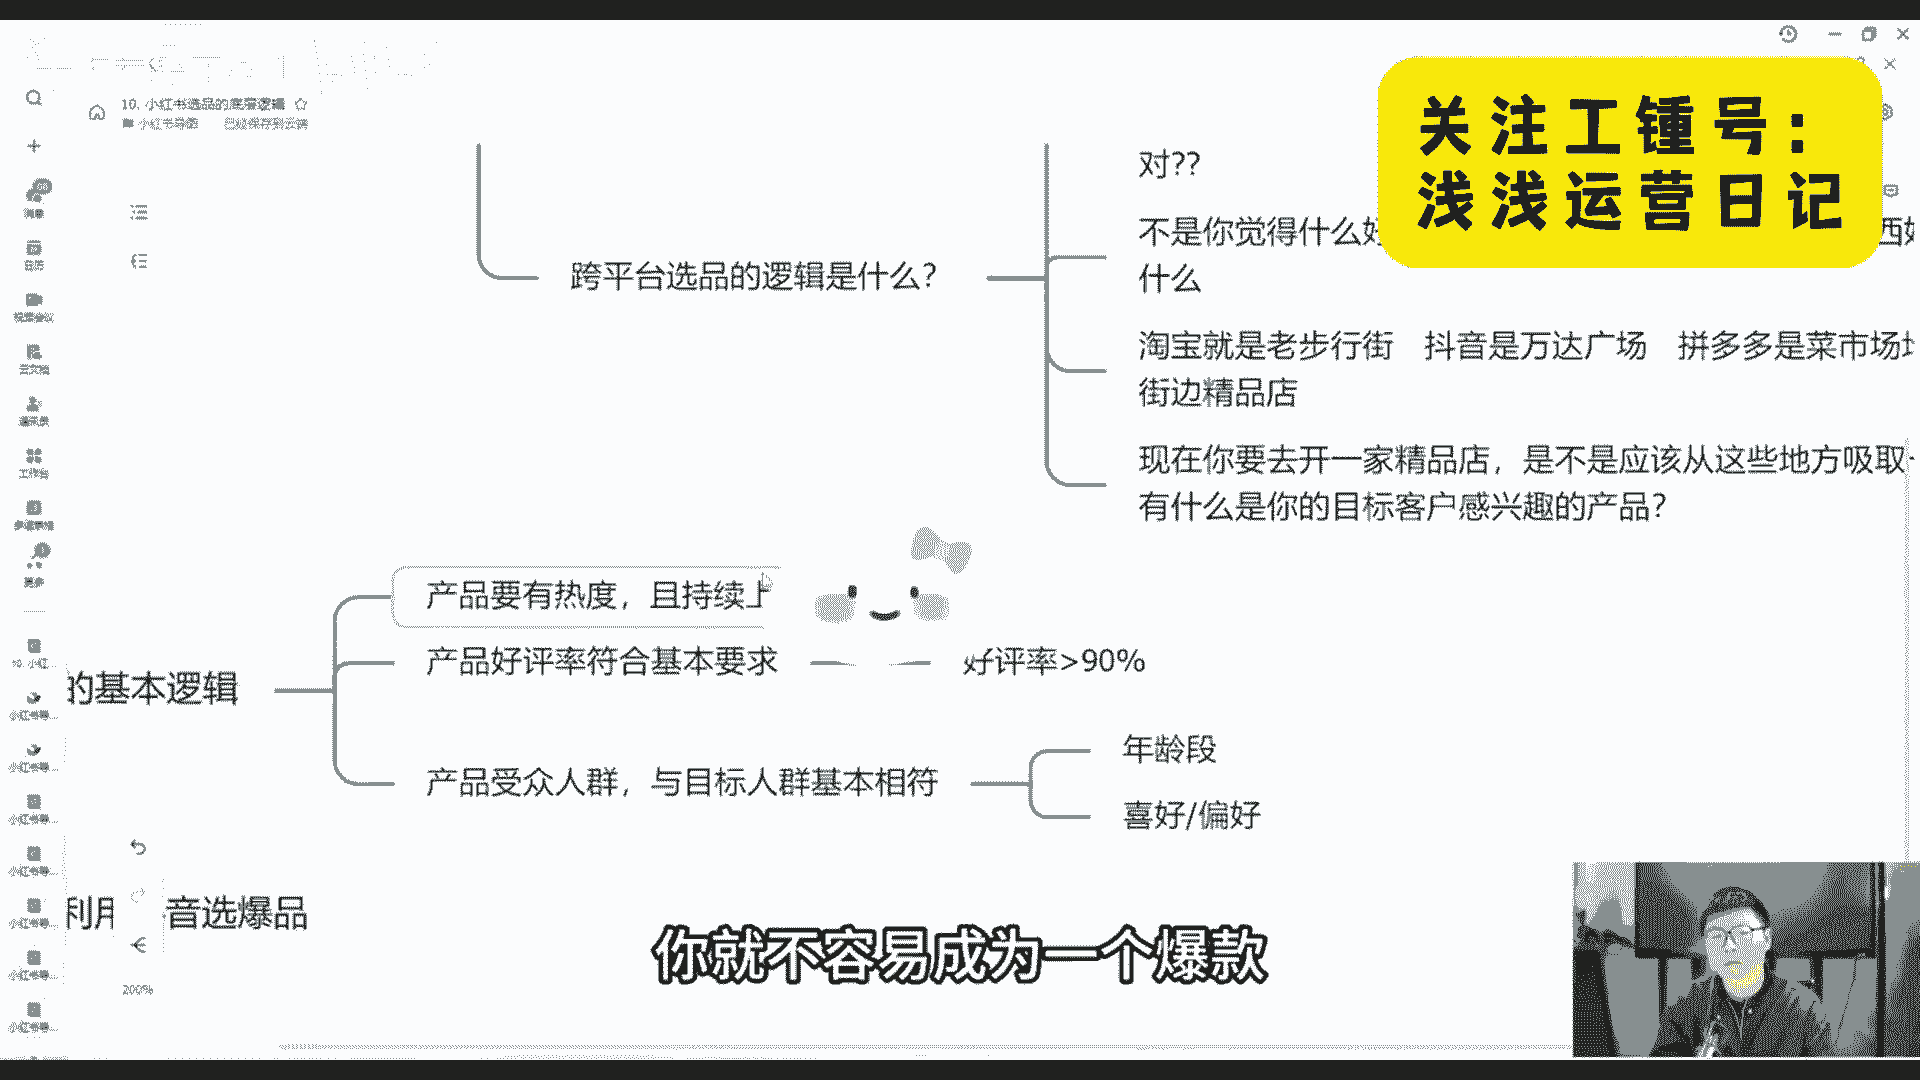 10. 小红书选品的底层逻辑
小红书导图 已经保存到云端
关注工锺号：
浅浅运营日记
对??
不是你觉得什么好
什么
跨平台选品的逻辑是什么？
淘宝就是老步行街 抖音是万达广场 拼多多是菜市场
街边精品店
现在你要去开一家精品店，是不是应该从这些地方吸取
有什么是你的目标客户感兴趣的产品？
产品要有热度，且持续上
产品好评率符合基本要求
好评率>90%
的基本逻辑
产品受众人群，与目标人群基本相符
年龄段
喜好/偏好
利用
音选爆品
你就不容易成为一个爆款
200%